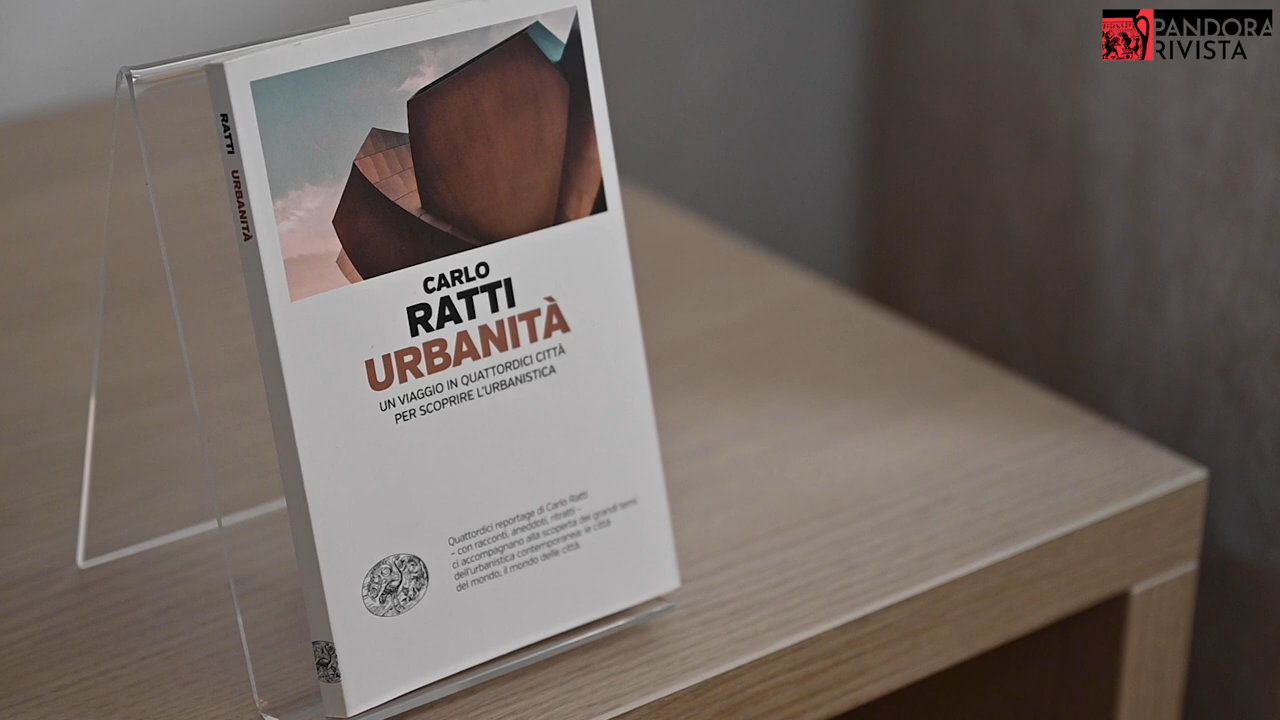 PANDORA
RIVISTA
RATTI URBANITÀ
CARLO
RATTI
URBANITÀ
UN VIAGGIO IN QUATTORDICI CITTÀ
PER SCOPRIRE L'URBANISTICA
Quattordici reportage di Carlo Ratti
– con racconti, aneddoti, ritratti –
ci accompagnano alla scoperta dei grandi temi
dell'urbanistica contemporanea: le città
del mondo, il mondo delle città.